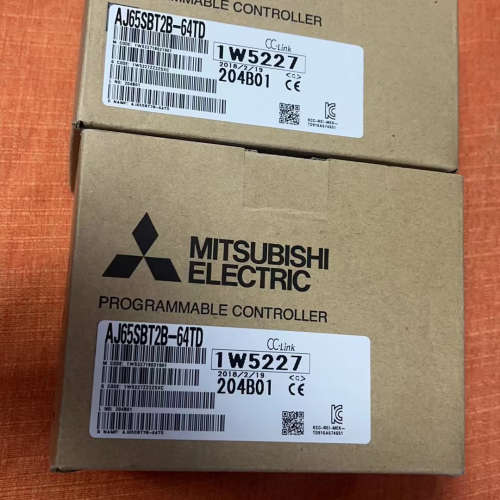 PROGRAMMABLE CONTROLLER
AJ65SBT2B-64TD
CC-Link
1W5227
2018/2/19 <C>
204B01 CE
MITSUBISHI
ELECTRIC
PROGRAMMABLE CONTROLLER
AJ65SBT2B-64TD
CC-Link
1W5227
2018/2/19 <C>
204B01 CE